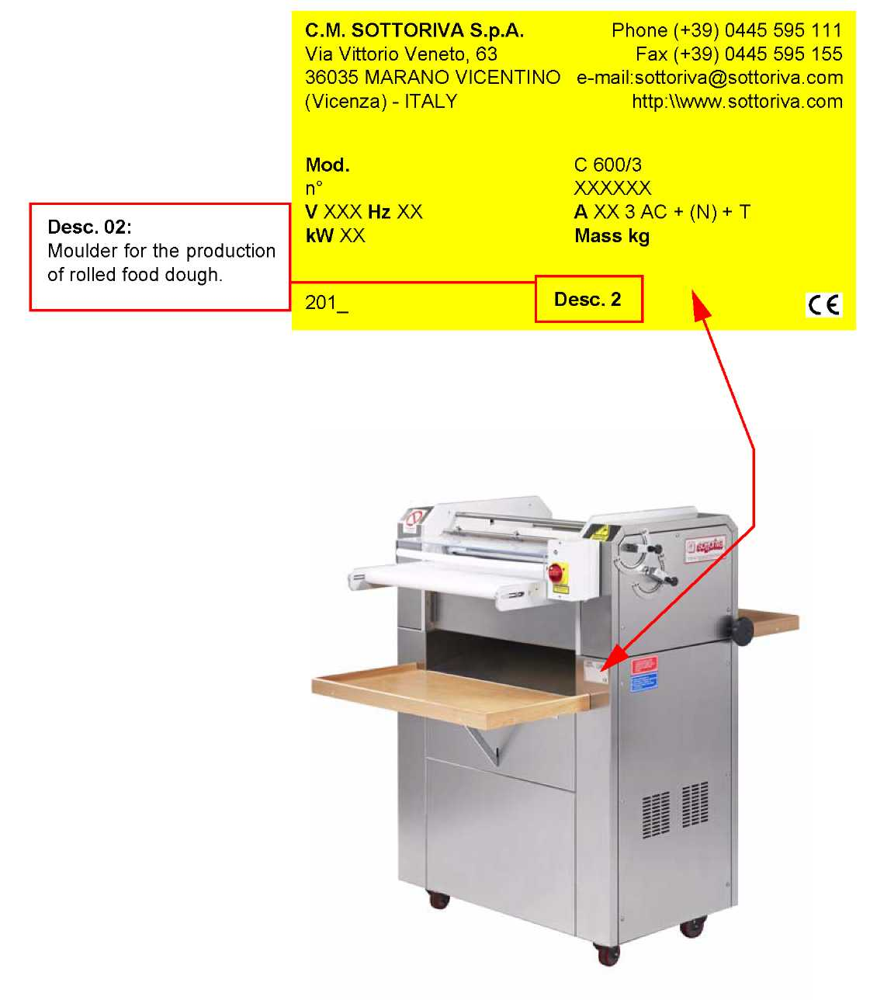 C.M. SOTTORIVA S.p.A.
Via Vittorio Veneto, 63
36035 MARANO VICENTINO
(Vicenza) - ITALY
Phone (+39) 0445 595 111
Fax (+39) 0445 595 155
e-mail:sottoriva@sottoriva.com
http:\\www.sottoriva.com
Mod. C 600/3
n° XXXXXX
V XXX Hz XX A XX 3 AC + (N) + T
kW XX Mass kg
Desc. 02:
Moulder for the production
of rolled food dough.
201_
Desc. 2
CE
sottoriva